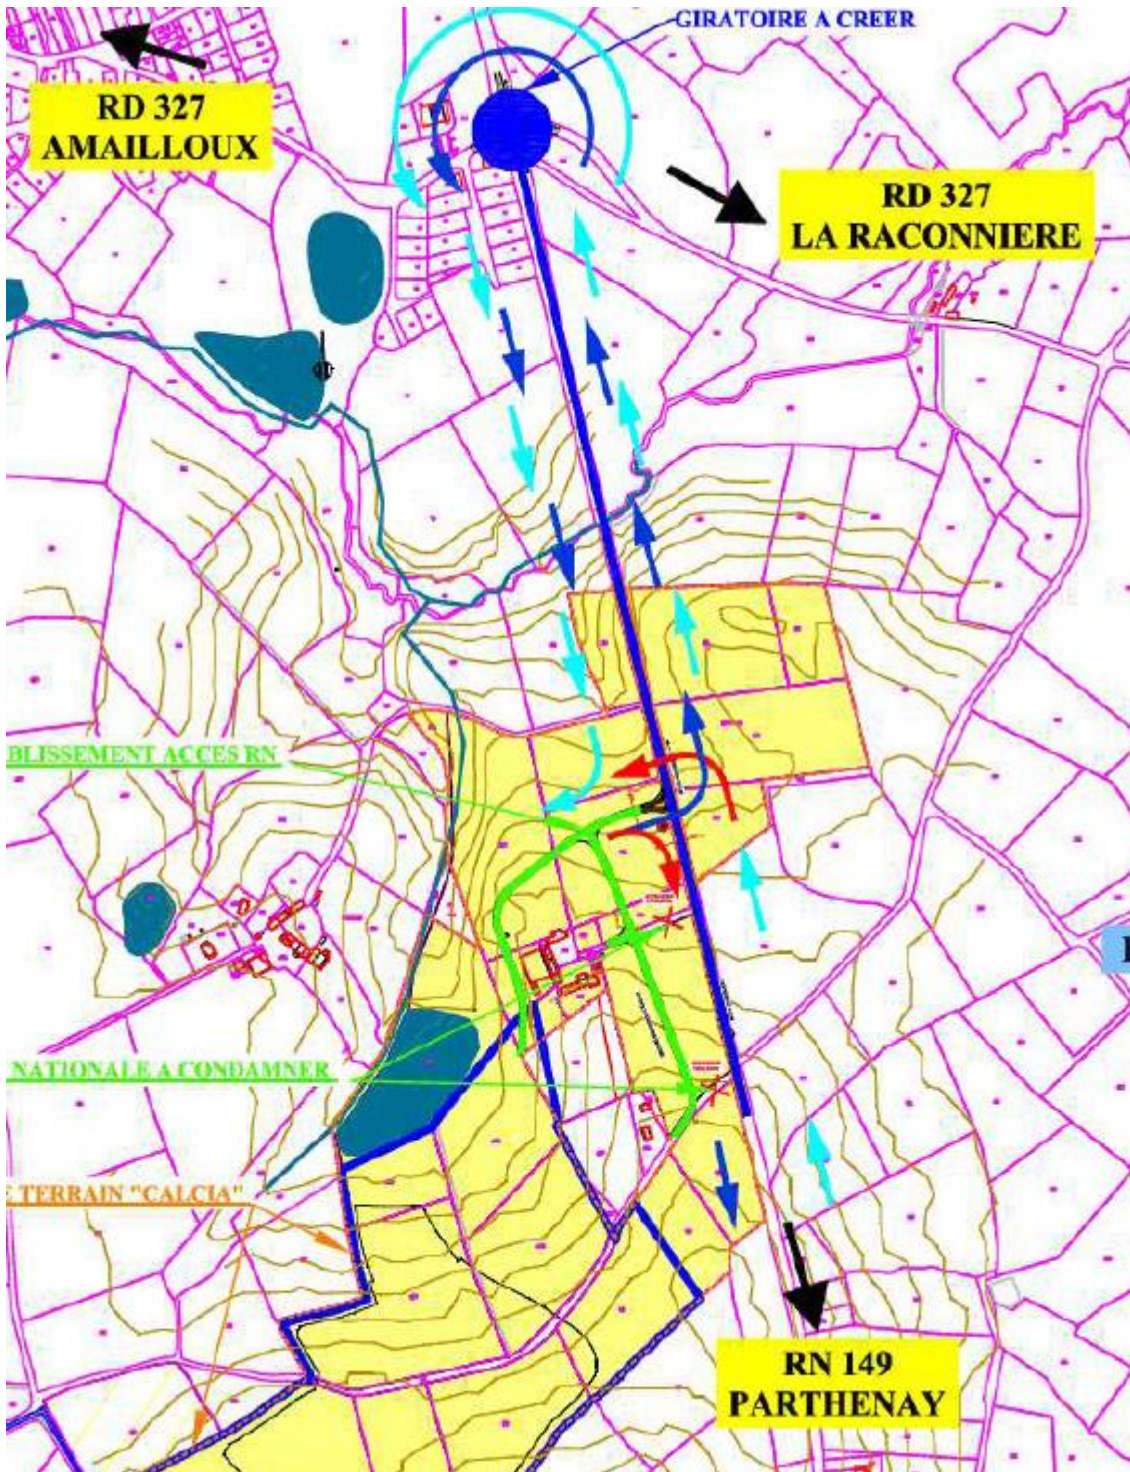 GIRATOIRE A CREER
RD 327
AMAILLOUX
RD 327
LA RACONNIERE
BLISSEMENT ACCES RN
NATIONALE A CONDAMNER
E TERRAIN "CALCIA"
RN 149
PARTHENAY